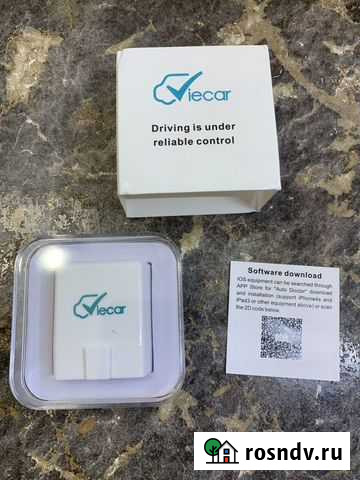 Viecar
Driving is under
reliable control
Viecar
Software download
IOS equipment can be searched through
APP Store for "Auto Doctor" download
and installation (support iPhone4s and
iPad3 or other equipment above) or scan
the 2D code below.
rosndv.ru